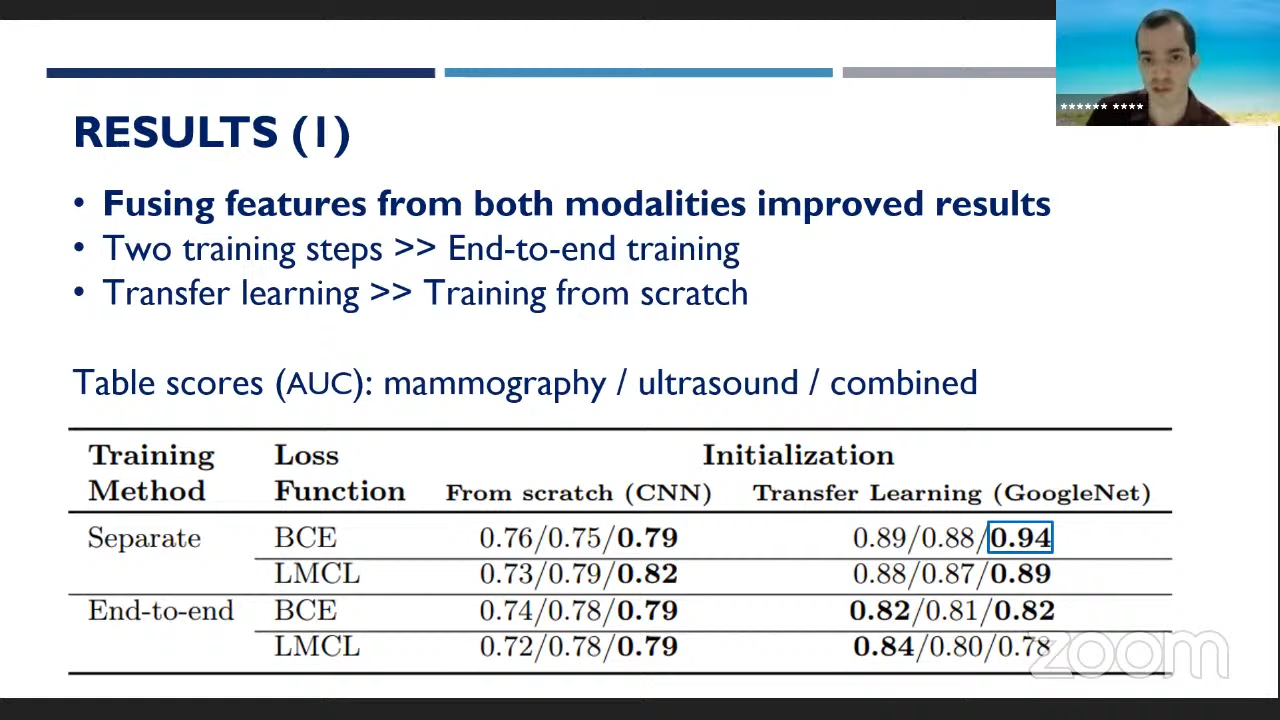 ****** ****
RESULTS (1)
• Fusing features from both modalities improved results
• Two training steps >> End-to-end training
• Transfer learning >> Training from scratch
Table scores (AUC): mammography / ultrasound / combined
Training Method Loss Function Initialization
From scratch (CNN) Transfer Learning (GoogleNet)
Separate BCE 0.76/0.75/0.79 0.89/0.88/0.94
LMCL 0.73/0.79/0.82 0.88/0.87/0.89
End-to-end BCE 0.74/0.78/0.79 0.82/0.81/0.82
LMCL 0.72/0.78/0.79 0.84/0.80/0.78
zoom